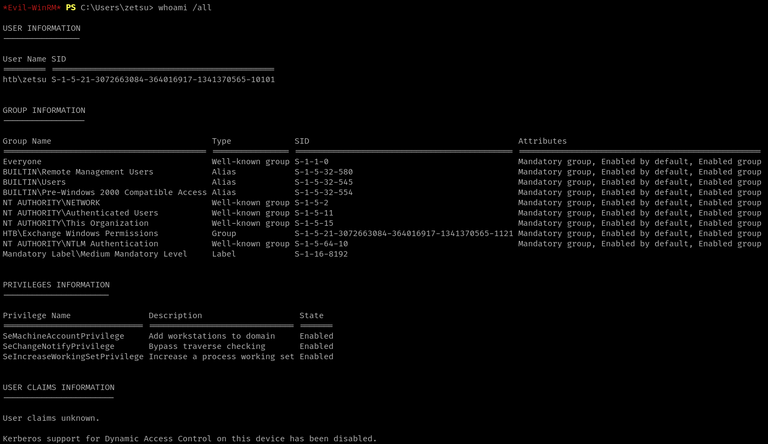 *Evil-WinRM* PS C:\Users\zetsu> whoami /all
USER INFORMATION
User Name SID
htb\zetsu S-1-5-21-3072663084-364016917-1341370565-10101
GROUP INFORMATION
Group Name Type SID Attributes
Everyone Well-known group S-1-1-0 Mandatory group, Enabled by default, Enabled group
BUILTIN\Remote Management Users Alias S-1-5-32-580 Mandatory group, Enabled by default, Enabled group
BUILTIN\Users Alias S-1-5-32-545 Mandatory group, Enabled by default, Enabled group
BUILTIN\Pre-Windows 2000 Compatible Access Alias S-1-5-32-554 Mandatory group, Enabled by default, Enabled group
NT AUTHORITY\NETWORK Well-known group S-1-5-2 Mandatory group, Enabled by default, Enabled group
NT AUTHORITY\Authenticated Users Well-known group S-1-5-11 Mandatory group, Enabled by default, Enabled group
NT AUTHORITY\This Organization Well-known group S-1-5-15 Mandatory group, Enabled by default, Enabled group
HTB\Exchange Windows Permissions Group S-1-5-21-3072663084-364016917-1341370565-1121 Mandatory group, Enabled by default, Enabled group
NT AUTHORITY\NTLM Authentication Well-known group S-1-5-64-10 Mandatory group, Enabled by default, Enabled group
Mandatory Label\Medium Mandatory Level Label S-1-16-8192
PRIVILEGES INFORMATION
Privilege Name Description State
SeMachineAccountPrivilege Add workstations to domain Enabled
SeChangeNotifyPrivilege Bypass traverse checking Enabled
SeIncreaseWorkingSetPrivilege Increase a process working set Enabled
USER CLAIMS INFORMATION
User claims unknown.
Kerberos support for Dynamic Access Control on this device has been disabled.